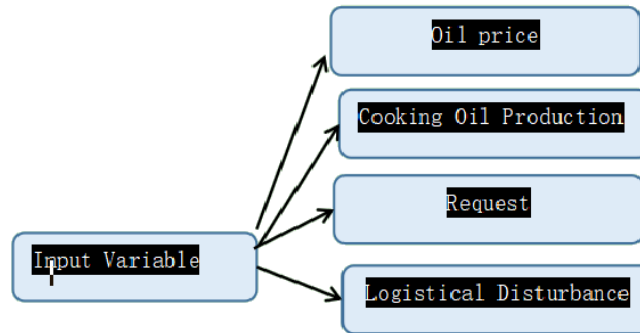 Oil price
Cooking Oil Production
Request
Input Variable
Logistical Disturbance